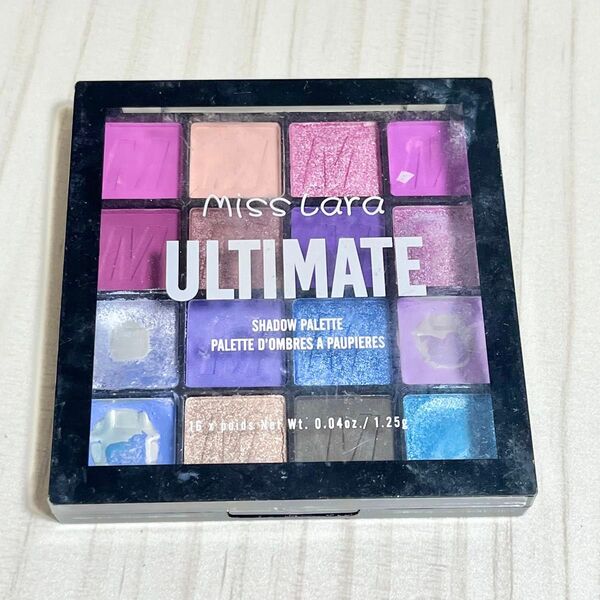 Miss Lara
ULTIMATE
SHADOW PALETTE
PALETTE D'OMBRES A PAUPIERES
16 x poids Net Wt. 0.04oz./ 1.25g